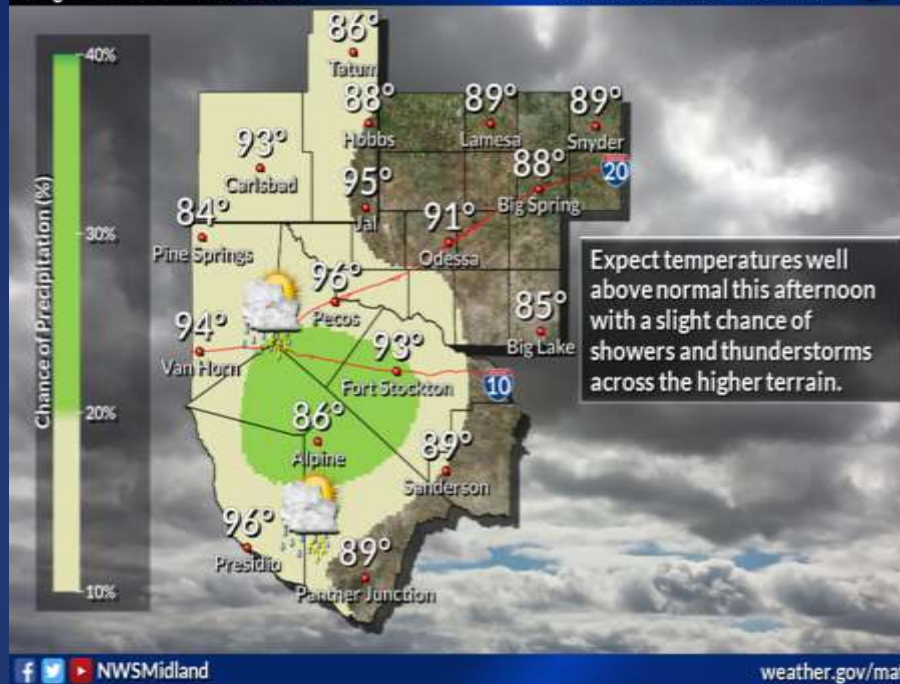 86°
Tatum
88°
Hobbs
89°
Lamesa
89°
Snyder
93°
Carlsbad
95°
Jal
88°
Big Spring
20
84°
Pine Springs
91°
Odessa
96°
Pecos
85°
Big Lake
94°
Van Horn
93°
Fort Stockton
10
86°
Alpine
89°
Sanderson
96°
Presidio
89°
Panther Junction
Chance of Precipitation (%)
40%
30%
20%
10%
Expect temperatures well
above normal this afternoon
with a slight chance of
showers and thunderstorms
across the higher terrain.
NWSMidland
weather.gov/maf